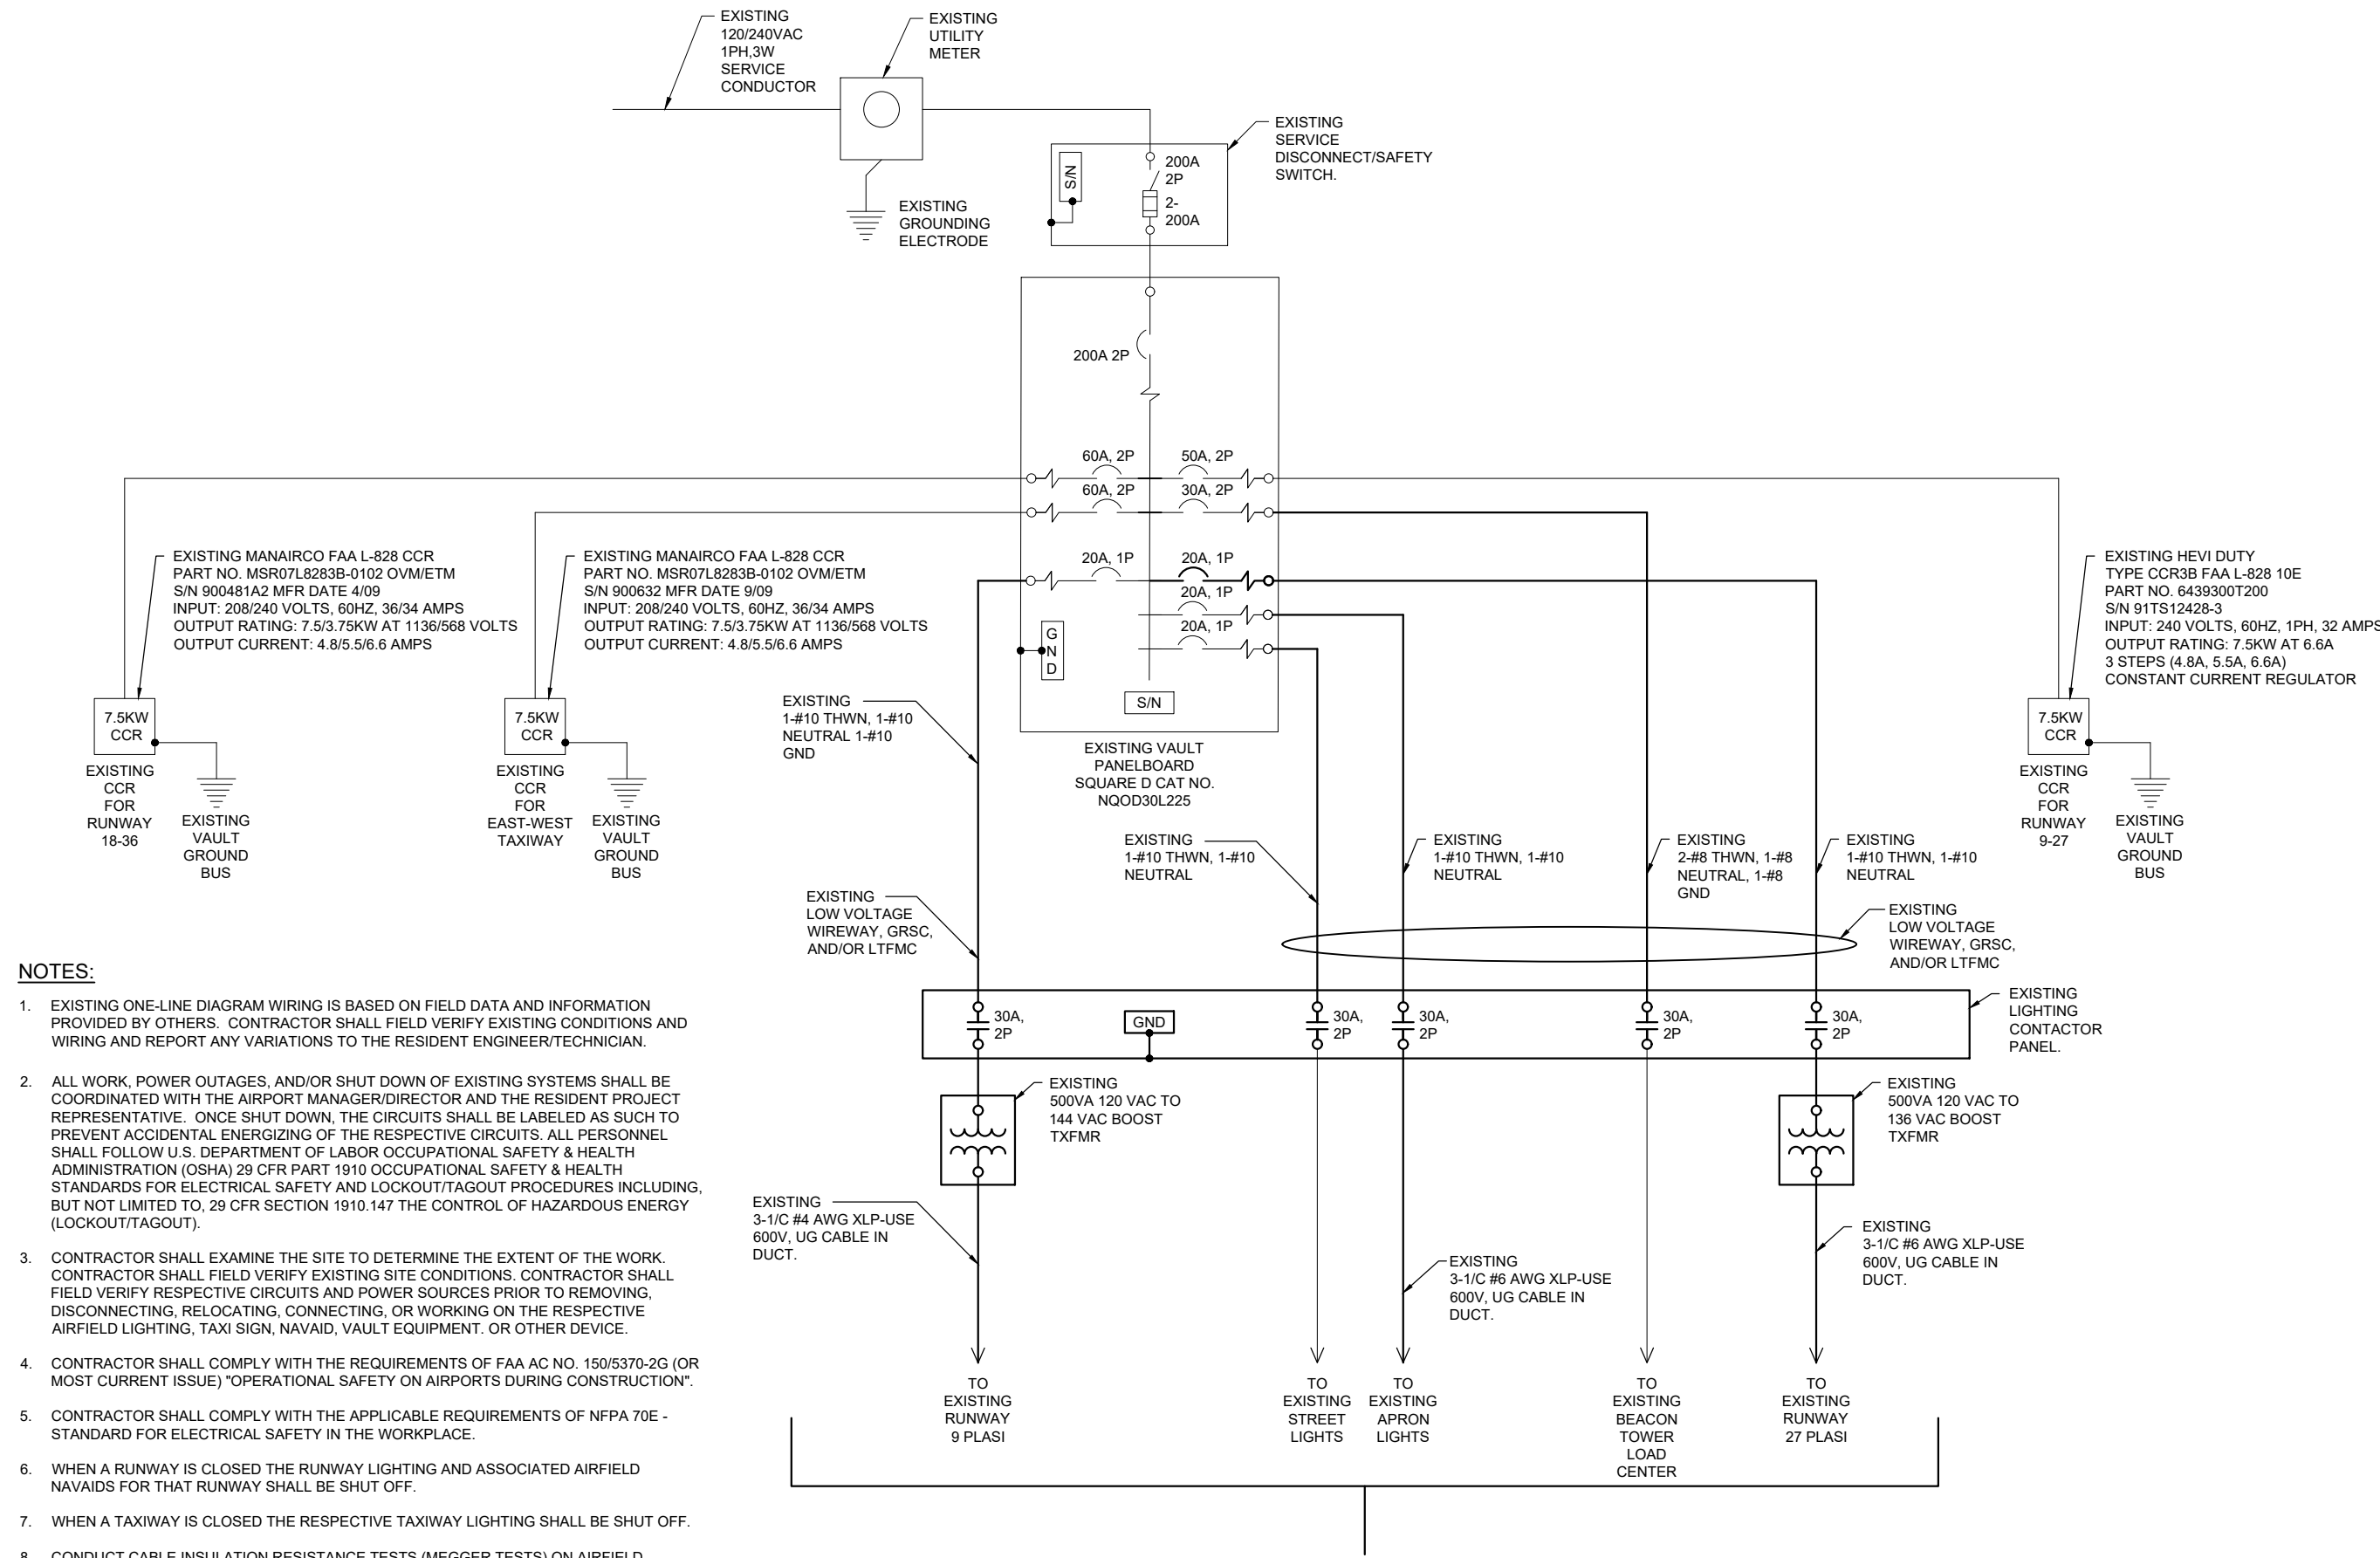 EXISTING
120/240VAC
1PH,3W
SERVICE
CONDUCTOR
EXISTING
UTILITY
METER
EXISTING
SERVICE
DISCONNECT/SAFETY
SWITCH.
S/N
200A
2P
2-
200A
EXISTING
GROUNDING
ELECTRODE
200A 2P
60A, 2P
50A, 2P
60A, 2P
30A, 2P
20A, 1P
20A, 1P
20A, 1P
20A, 1P
G
N
D
S/N
EXISTING VAULT
PANELBOARD
SQUARE D CAT NO.
NQOD30L225
EXISTING MANAIRCO FAA L-828 CCR
PART NO. MSR07L8283B-0102 OVM/ETM
S/N 900481A2 MFR DATE 4/09
INPUT: 208/240 VOLTS, 60HZ, 36/34 AMPS
OUTPUT RATING: 7.5/3.75KW AT 1136/568 VOLTS
OUTPUT CURRENT: 4.8/5.5/6.6 AMPS
EXISTING MANAIRCO FAA L-828 CCR
PART NO. MSR07L8283B-0102 OVM/ETM
S/N 900632 MFR DATE 9/09
INPUT: 208/240 VOLTS, 60HZ, 36/34 AMPS
OUTPUT RATING: 7.5/3.75KW AT 1136/568 VOLTS
OUTPUT CURRENT: 4.8/5.5/6.6 AMPS
EXISTING HEVI DUTY
TYPE CCR3B FAA L-828 10E
PART NO. 6439300T200
S/N 91TS12428-3
INPUT: 240 VOLTS, 60HZ, 1PH, 32 AMPS
OUTPUT RATING: 7.5KW AT 6.6A
3 STEPS (4.8A, 5.5A, 6.6A)
CONSTANT CURRENT REGULATOR
7.5KW
CCR
EXISTING
CCR
FOR
RUNWAY
18-36
EXISTING
VAULT
GROUND
BUS
7.5KW
CCR
EXISTING
CCR
FOR
EAST-WEST
TAXIWAY
EXISTING
VAULT
GROUND
BUS
7.5KW
CCR
EXISTING
CCR
FOR
RUNWAY
9-27
EXISTING
VAULT
GROUND
BUS
EXISTING
1-#10 THWN, 1-#10
NEUTRAL 1-#10
GND
EXISTING
1-#10 THWN, 1-#10
NEUTRAL
EXISTING
1-#10 THWN, 1-#10
NEUTRAL
EXISTING
2-#8 THWN, 1-#8
NEUTRAL, 1-#8
GND
EXISTING
1-#10 THWN, 1-#10
NEUTRAL
EXISTING
LOW VOLTAGE
WIREWAY, GRSC,
AND/OR LTFMC
EXISTING
LOW VOLTAGE
WIREWAY, GRSC,
AND/OR LTFMC
30A,
2P
GND
30A,
2P
30A,
2P
30A,
2P
30A,
2P
EXISTING
LIGHTING
CONTACTOR
PANEL.
EXISTING
500VA 120 VAC TO
144 VAC BOOST
TXFMR
EXISTING
500VA 120 VAC TO
136 VAC BOOST
TXFMR
EXISTING
3-1/C #4 AWG XLP-USE
600V, UG CABLE IN
DUCT.
EXISTING
3-1/C #6 AWG XLP-USE
600V, UG CABLE IN
DUCT.
EXISTING
3-1/C #6 AWG XLP-USE
600V, UG CABLE IN
DUCT.
TO
EXISTING
RUNWAY
9 PLASI
TO
EXISTING
STREET
LIGHTS
TO
EXISTING
APRON
LIGHTS
TO
EXISTING
BEACON
TOWER
LOAD
CENTER
TO
EXISTING
RUNWAY
27 PLASI
NOTES:
1. EXISTING ONE-LINE DIAGRAM WIRING IS BASED ON FIELD DATA AND INFORMATION
PROVIDED BY OTHERS. CONTRACTOR SHALL FIELD VERIFY EXISTING CONDITIONS AND
WIRING AND REPORT ANY VARIATIONS TO THE RESIDENT ENGINEER/TECHNICIAN.
2. ALL WORK, POWER OUTAGES, AND/OR SHUT DOWN OF EXISTING SYSTEMS SHALL BE
COORDINATED WITH THE AIRPORT MANAGER/DIRECTOR AND THE RESIDENT PROJECT
REPRESENTATIVE. ONCE SHUT DOWN, THE CIRCUITS SHALL BE LABELED AS SUCH TO
PREVENT ACCIDENTAL ENERGIZING OF THE RESPECTIVE CIRCUITS. ALL PERSONNEL
SHALL FOLLOW U.S. DEPARTMENT OF LABOR OCCUPATIONAL SAFETY & HEALTH
ADMINISTRATION (OSHA) 29 CFR PART 1910 OCCUPATIONAL SAFETY & HEALTH
STANDARDS FOR ELECTRICAL SAFETY AND LOCKOUT/TAGOUT PROCEDURES INCLUDING,
BUT NOT LIMITED TO, 29 CFR SECTION 1910.147 THE CONTROL OF HAZARDOUS ENERGY
(LOCKOUT/TAGOUT).
3. CONTRACTOR SHALL EXAMINE THE SITE TO DETERMINE THE EXTENT OF THE WORK.
CONTRACTOR SHALL FIELD VERIFY EXISTING SITE CONDITIONS. CONTRACTOR SHALL
FIELD VERIFY RESPECTIVE CIRCUITS AND POWER SOURCES PRIOR TO REMOVING,
DISCONNECTING, RELOCATING, CONNECTING, OR WORKING ON THE RESPECTIVE
AIRFIELD LIGHTING, TAXI SIGN, NAVAID, VAULT EQUIPMENT. OR OTHER DEVICE.
4. CONTRACTOR SHALL COMPLY WITH THE REQUIREMENTS OF FAA AC NO. 150/5370-2G (OR
MOST CURRENT ISSUE) "OPERATIONAL SAFETY ON AIRPORTS DURING CONSTRUCTION".
5. CONTRACTOR SHALL COMPLY WITH THE APPLICABLE REQUIREMENTS OF NFPA 70E -
STANDARD FOR ELECTRICAL SAFETY IN THE WORKPLACE.
6. WHEN A RUNWAY IS CLOSED THE RUNWAY LIGHTING AND ASSOCIATED AIRFIELD
NAVAIDS FOR THAT RUNWAY SHALL BE SHUT OFF.
7. WHEN A TAXIWAY IS CLOSED THE RESPECTIVE TAXIWAY LIGHTING SHALL BE SHUT OFF.
8. CONDUCT CABLE INSULATION RESISTANCE TESTS (MEGGER TESTS) ON AIRFIELD